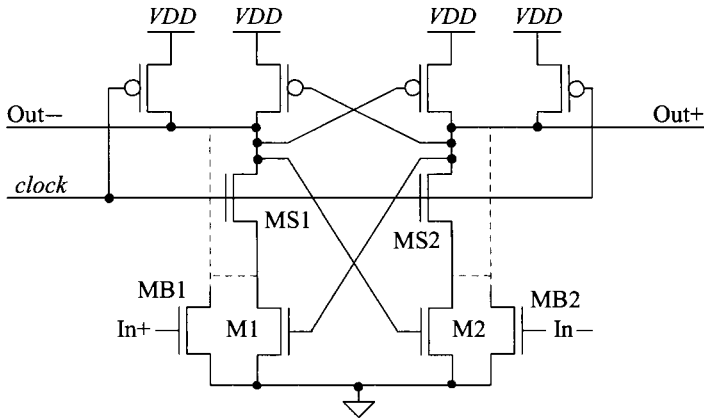 VDD VDD VDD VDD
Out− Out+
clock
MS1 MS2
MB1 MB2
In+ M1 M2 In−